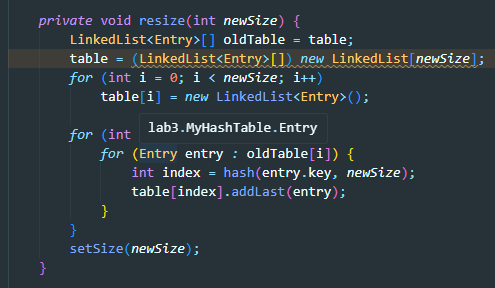 private void resize(int newSize) {
LinkedList<Entry>[] oldTable = table;
table = (LinkedList<Entry>[]) new LinkedList[newSize];
for (int i = 0; i < newSize; i++)
table[i] = new LinkedList<Entry>();
lab3.MyHashTable.Entry
for (int
for (Entry entry : oldTable[i]) {
int index = hash(entry.key, newSize);
table[index].addLast(entry);
}
}
setSize(newSize);
}